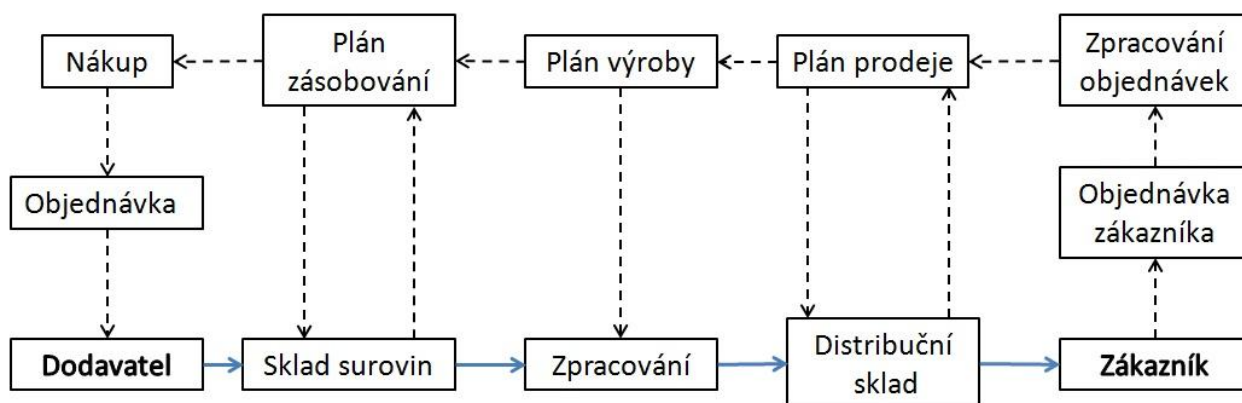 Nákup
Plán
zásobování
Plán výroby
Plán prodeje
Zpracování
objednávek
Objednávka
Objednávka
zákazníka
Dodavatel
Sklad surovin
Zpracování
Distribuční
sklad
Zákazník